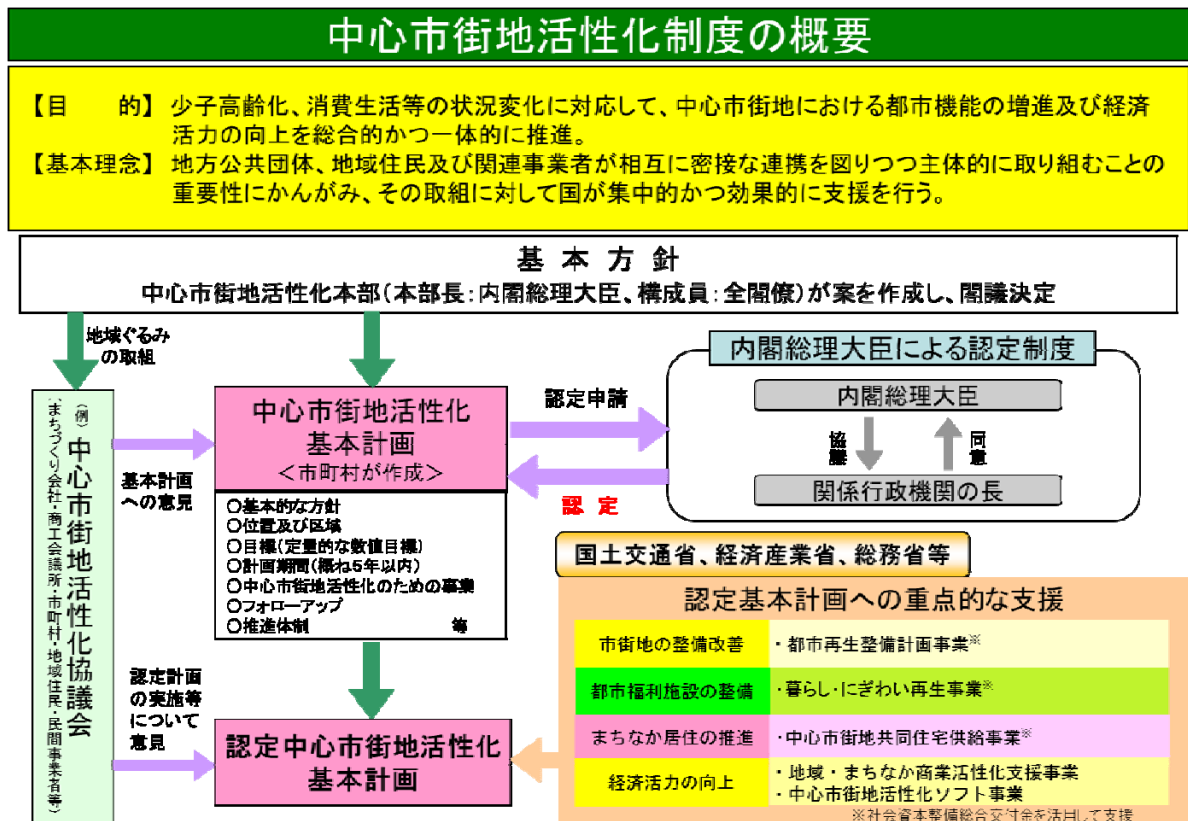 中心市街地活性化制度の概要
【目　　的】 少子高齢化、消費生活等の状況変化に対応して、中心市街地における都市機能の増進及び経済
活力の向上を総合的かつ一体的に推進。
【基本理念】 地方公共団体、地域住民及び関連事業者が相互に密接な連携を図りつつ主体的に取り組むことの
重要性にかんがみ、その取組に対して国が集中的かつ効果的に支援を行う。
基 本 方 針
中心市街地活性化本部(本部長:内閣総理大臣、構成員:全閣僚)が案を作成し、閣議決定
地域ぐるみ
の取組
中心市街地活性化協議会
(例)
(まちづくり会社・商工会議所・市町村・地域住民・民間事業者等)
基本計画
への意見
中心市街地活性化
基本計画
<市町村が作成>
○基本的な方針
○位置及び区域
○目標(定量的な数値目標)
○計画期間(概ね5年以内)
○中心市街地活性化のための事業
○フォローアップ
○推進体制　　　　　　等
認定申請
認 定
内閣総理大臣による認定制度
内閣総理大臣
協議
同意
関係行政機関の長
認定計画
の実施等
について
意見
認定中心市街地活性化
基本計画
国土交通省、経済産業省、総務省等
認定基本計画への重点的な支援
市街地の整備改善
・都市再生整備計画事業※
都市福利施設の整備
・暮らし・にぎわい再生事業※
まちなか居住の推進
・中心市街地共同住宅供給事業※
経済活力の向上
・地域・まちなか商業活性化支援事業
・中心市街地活性化ソフト事業
※社会資本整備総合交付金を活用して支援